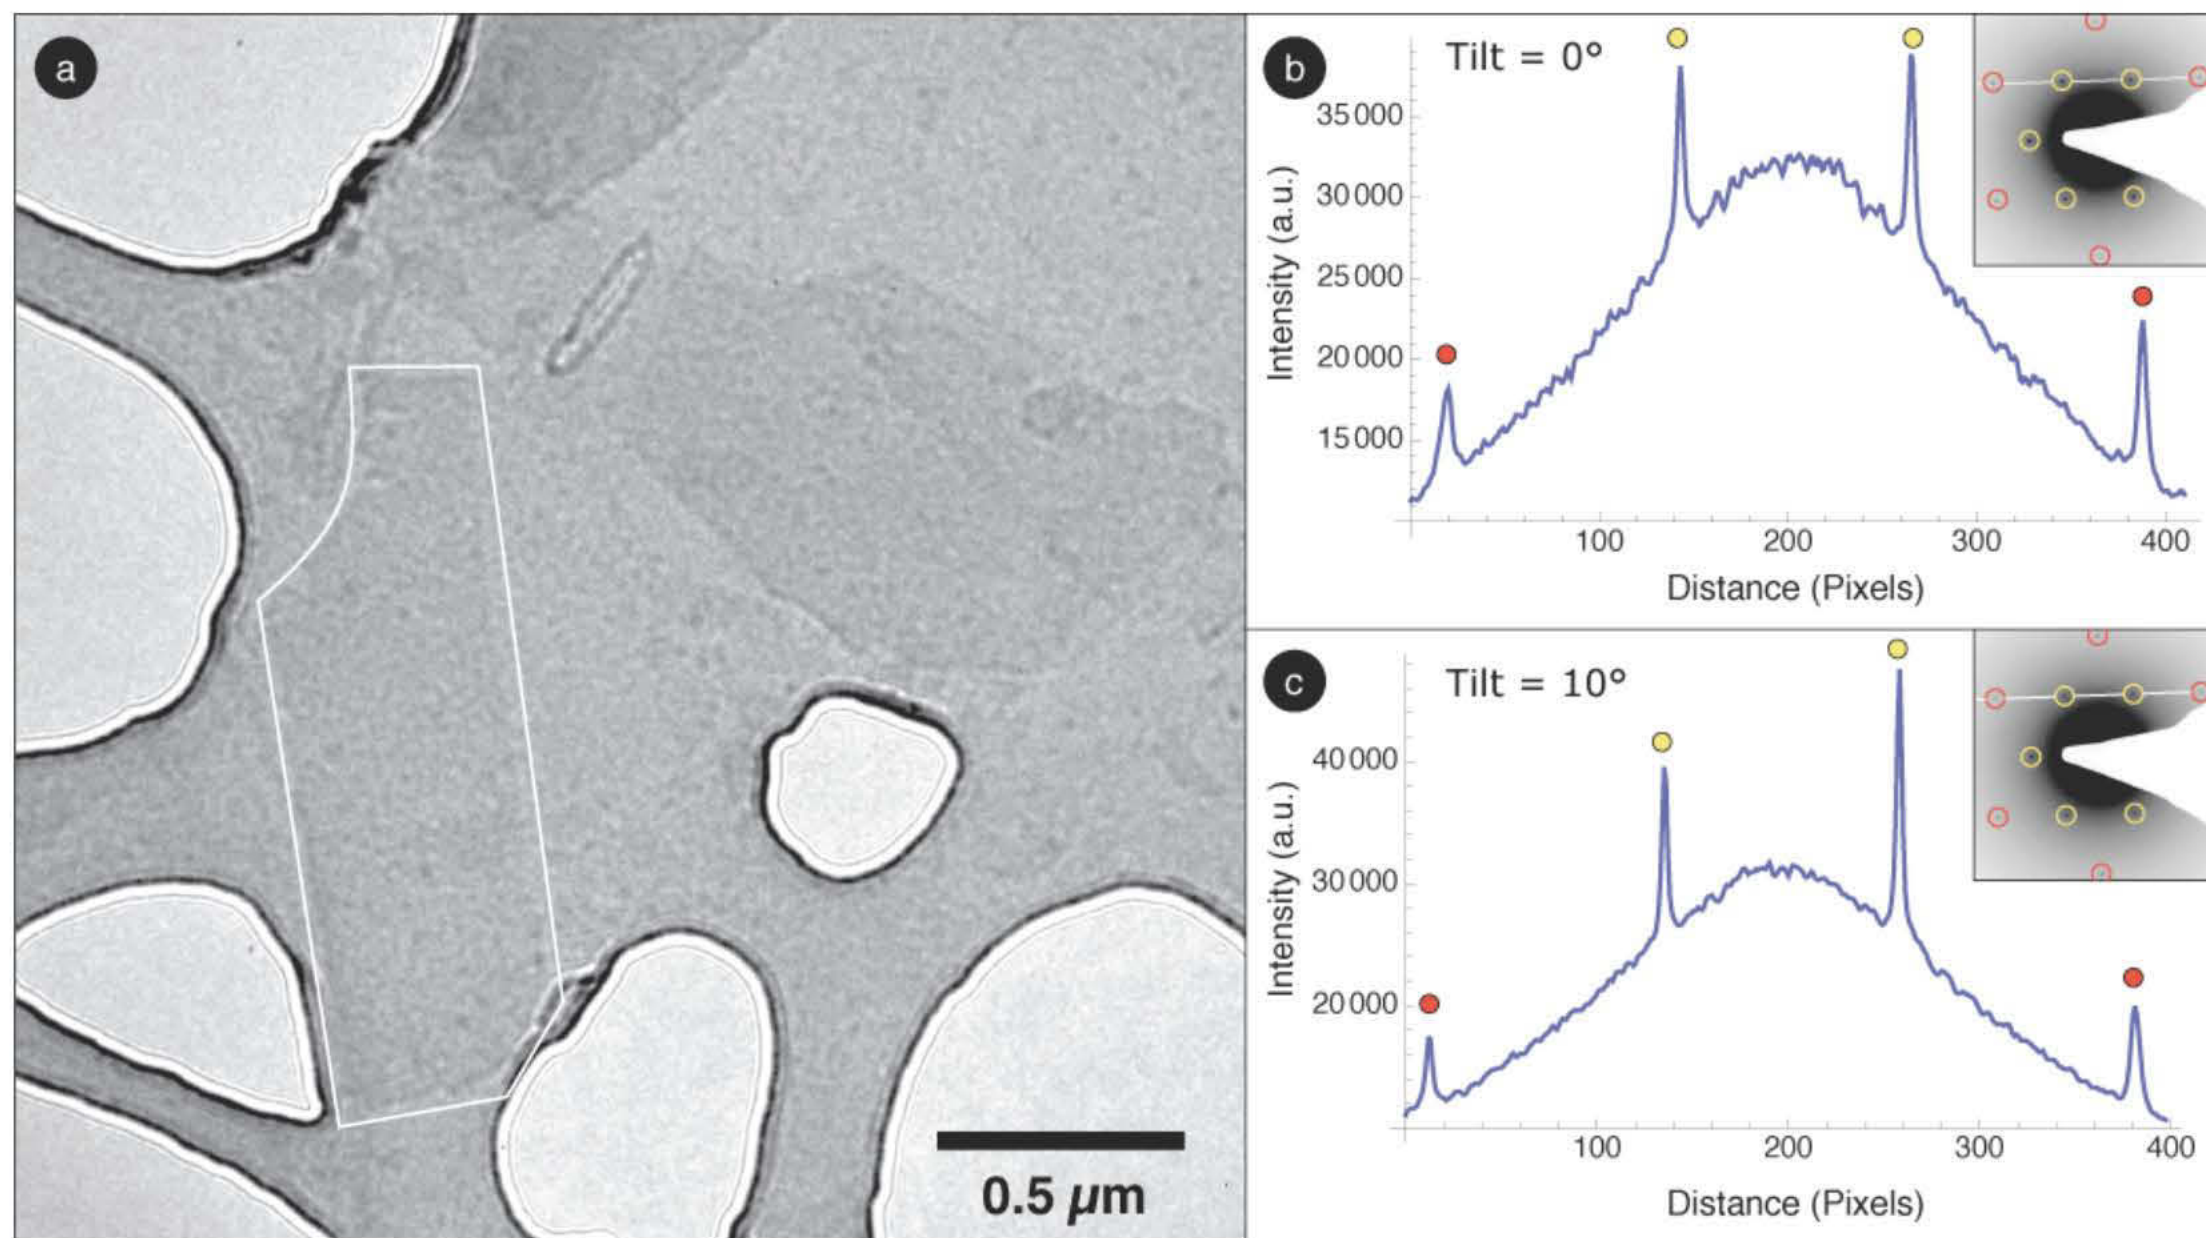 a
0.5 µm
b
Tilt = 0°
Intensity (a.u.)
35 000
30 000
25 000
20 000
15 000
100 200 300 400
Distance (Pixels)
c
Tilt = 10°
Intensity (a.u.)
40 000
30 000
20 000
100 200 300 400
Distance (Pixels)